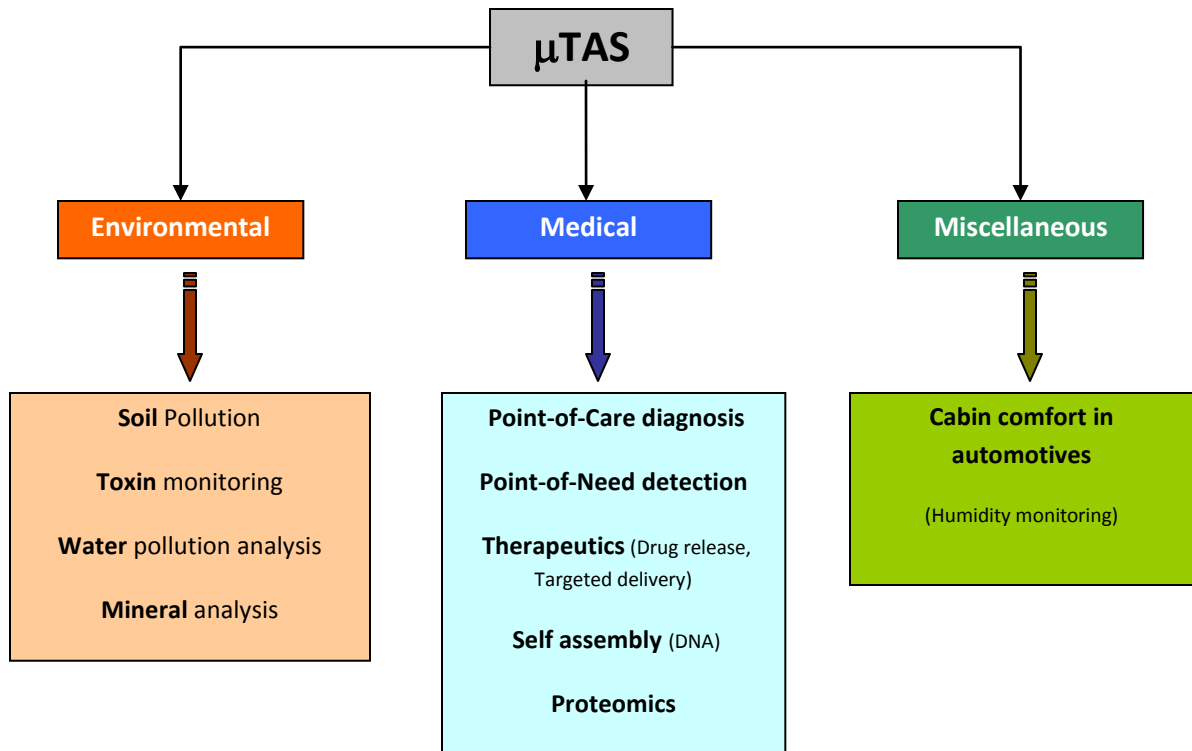 μTAS
Environmental
Medical
Miscellaneous
Soil Pollution
Toxin monitoring
Water pollution analysis
Mineral analysis
Point-of-Care diagnosis
Point-of-Need detection
Therapeutics (Drug release,
Targeted delivery)
Self assembly (DNA)
Proteomics
Cabin comfort in
automotives
(Humidity monitoring)